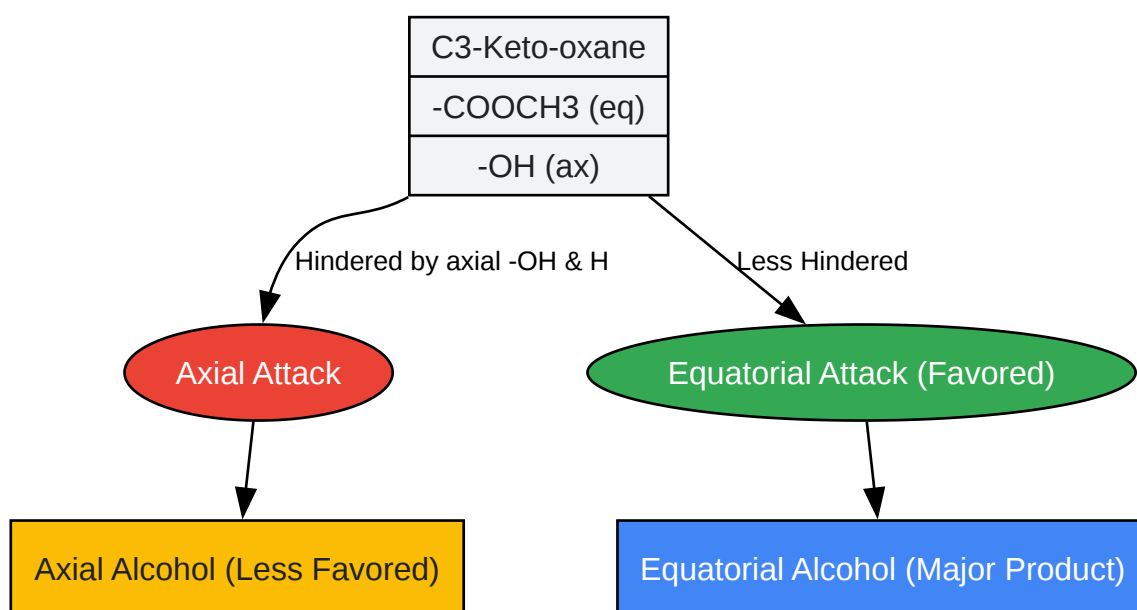 C3-Keto-oxane
-COOCH3 (eq)
-OH (ax)
Hindered by axial -OH & H
Less Hindered
Axial Attack
Equatorial Attack (Favored)
Axial Alcohol (Less Favored)
Equatorial Alcohol (Major Product)